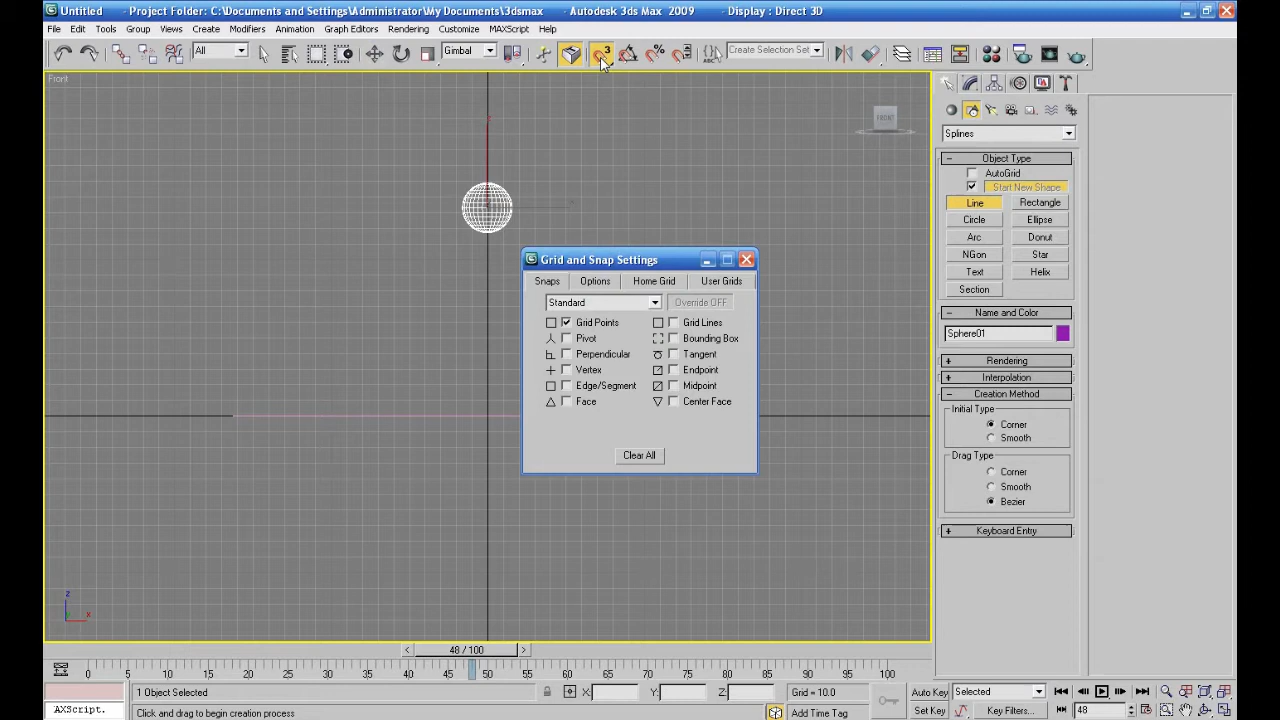 Untitled - Project Folder: C:\Documents and Settings\Administrator\My Documents\3dsmax - Autodesk 3ds Max 2009 - Display : Direct 3D
File Edit Tools Group Views Create Modifiers Animation Graph Editors Rendering Customize MAXScript Help
All Gimbal 3 % ABC Create Selection Set
Front
FRONT
Splines
Object Type
AutoGrid
Start New Shape
Line Rectangle
Circle Ellipse
Arc Donut
NGon Star
Text Helix
Section
Name and Color
Sphere01
Rendering
Interpolation
Creation Method
Initial Type
Corner
Smooth
Drag Type
Corner
Smooth
Bezier
Keyboard Entry
Grid and Snap Settings
Snaps Options Home Grid User Grids
Standard Override OFF
Grid Points Grid Lines
Pivot Bounding Box
Perpendicular Tangent
Vertex Endpoint
Edge/Segment Midpoint
Face Center Face
Clear All
z
x
< 48 / 100 >
0 5 10 15 20 25 30 35 40 45 50 55 60 65 70 75 80 85 90 95 100
1 Object Selected X: Y: Z: Grid = 10.0 Auto Key Selected
AXScript. Click and drag to begin creation process Add Time Tag Set Key Key Filters... 48